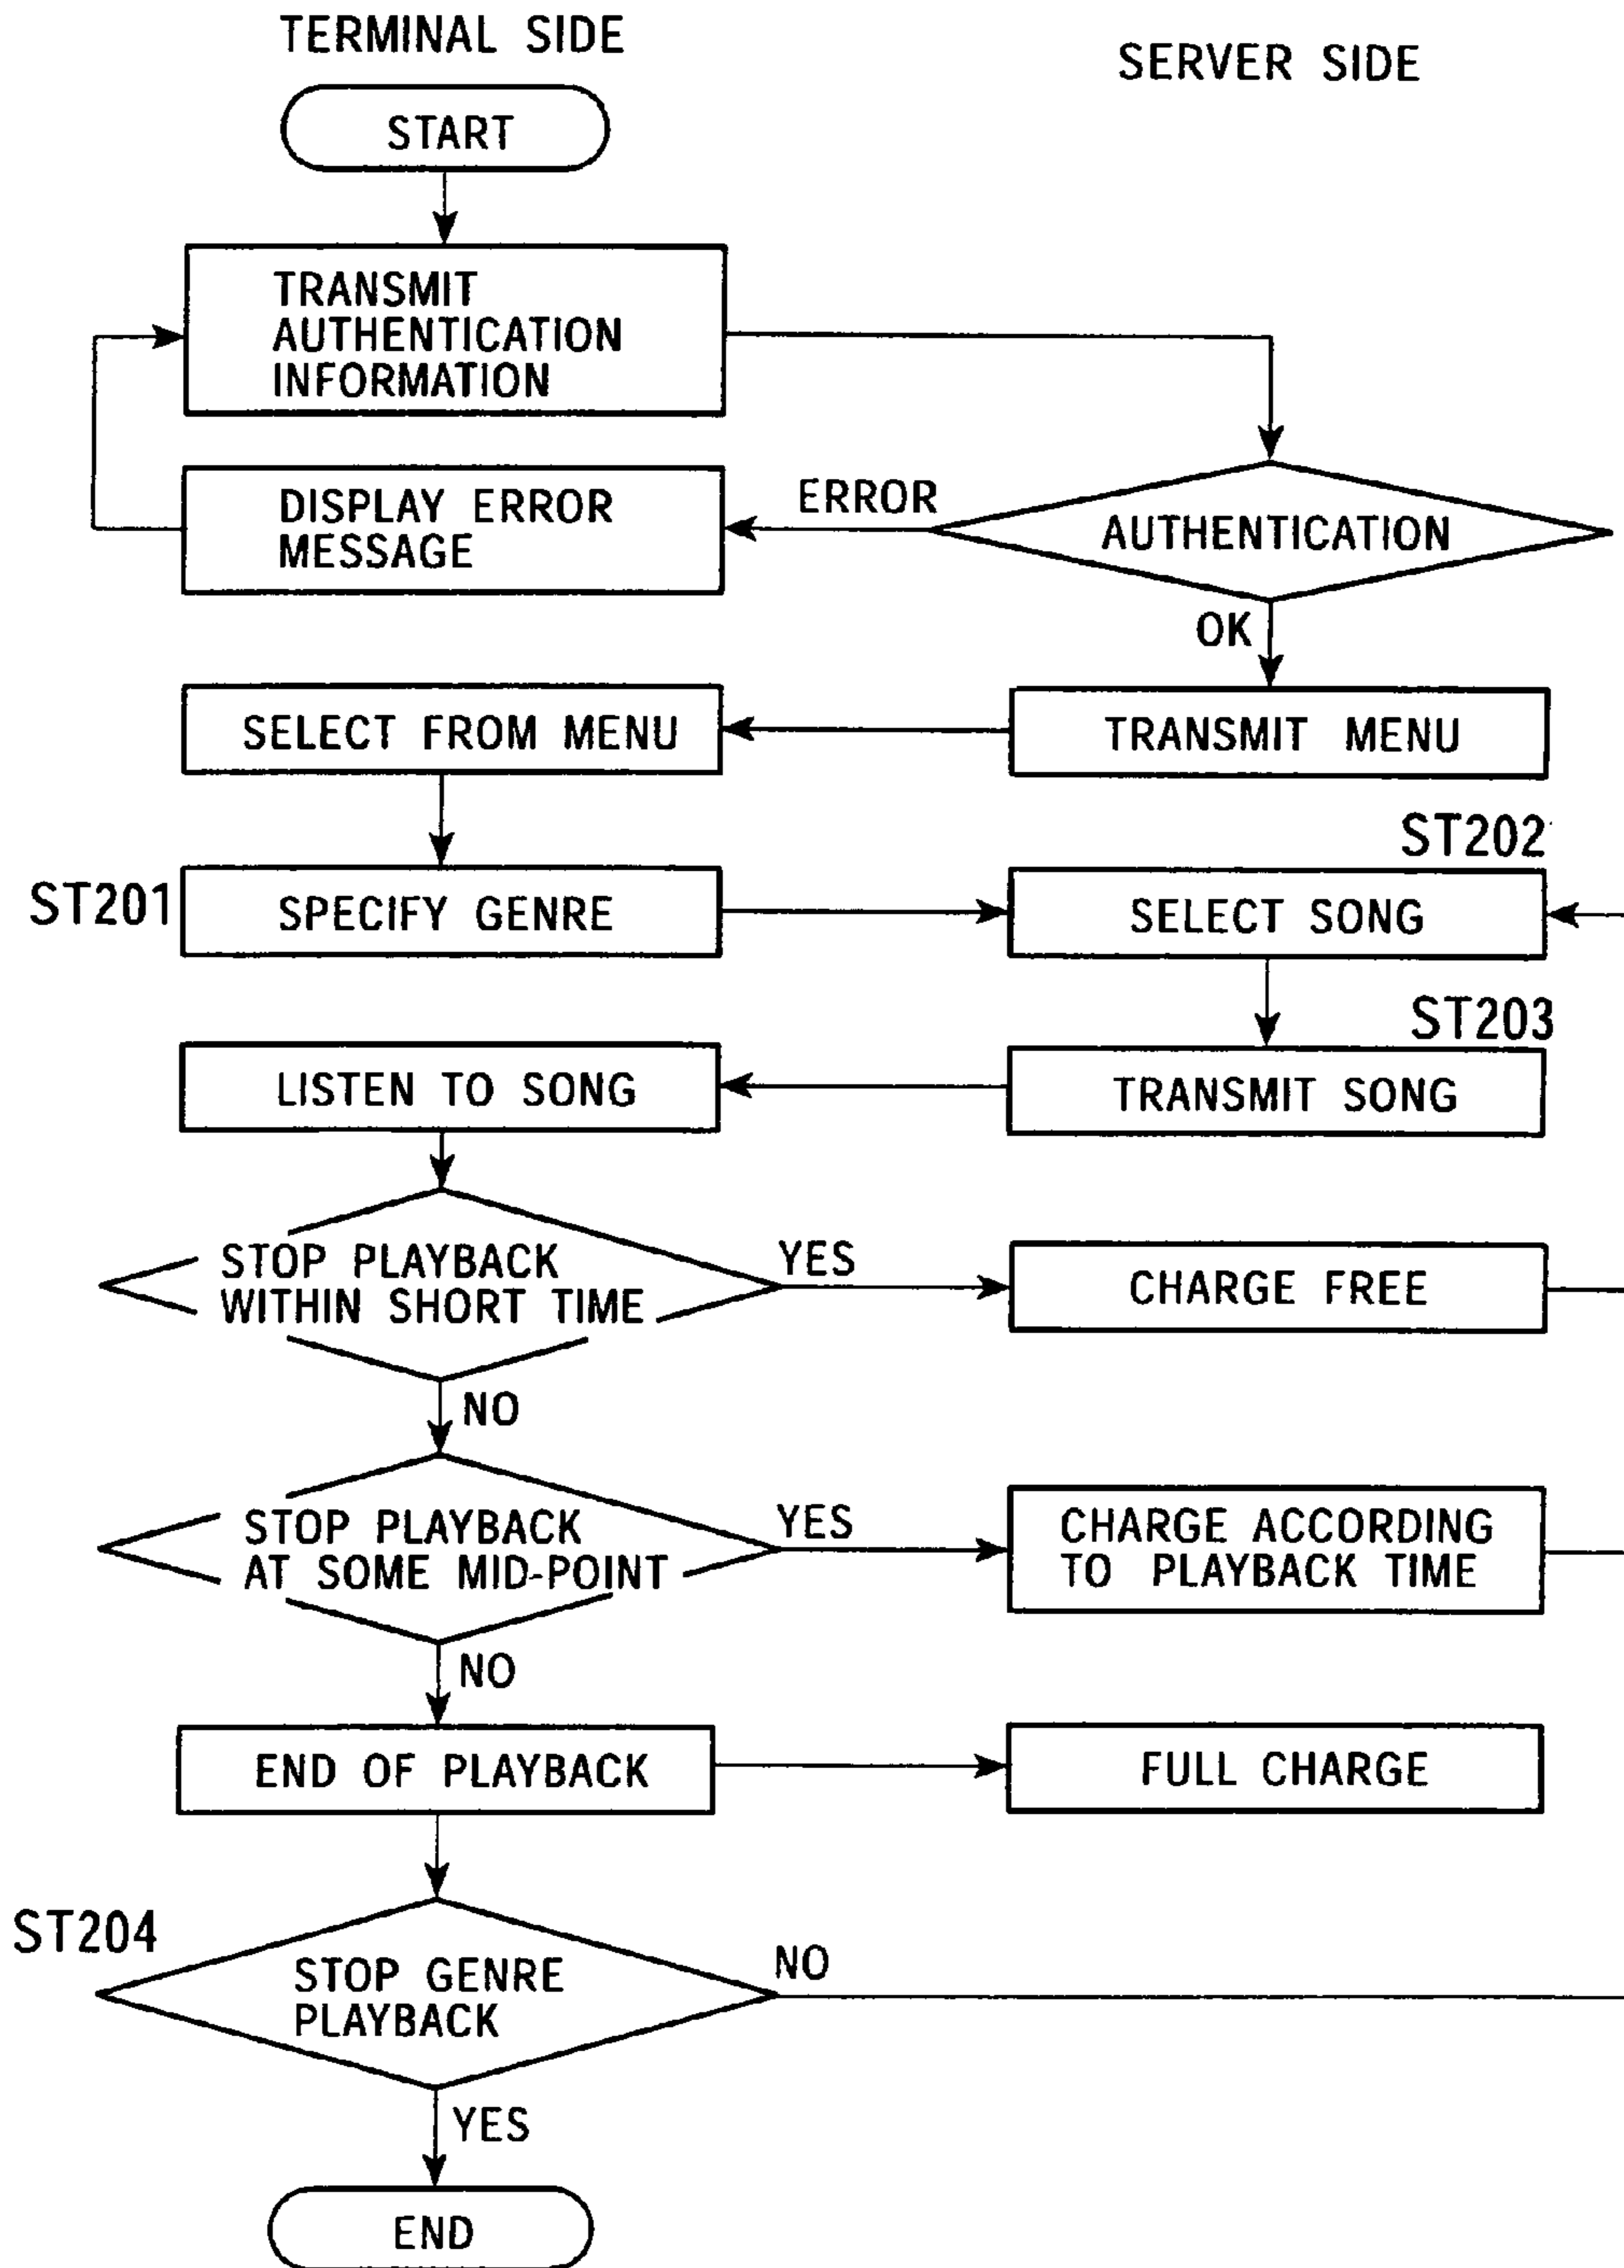 TERMINAL SIDE
SERVER SIDE
START
TRANSMIT
AUTHENTICATION
INFORMATION
DISPLAY ERROR
MESSAGE
ERROR
AUTHENTICATION
OK
SELECT FROM MENU
TRANSMIT MENU
ST202
ST201
SPECIFY GENRE
SELECT SONG
ST203
LISTEN TO SONG
TRANSMIT SONG
STOP PLAYBACK
WITHIN SHORT TIME
YES
CHARGE FREE
NO
STOP PLAYBACK
AT SOME MID-POINT
YES
CHARGE ACCORDING
TO PLAYBACK TIME
NO
END OF PLAYBACK
FULL CHARGE
ST204
STOP GENRE
PLAYBACK
NO
YES
END